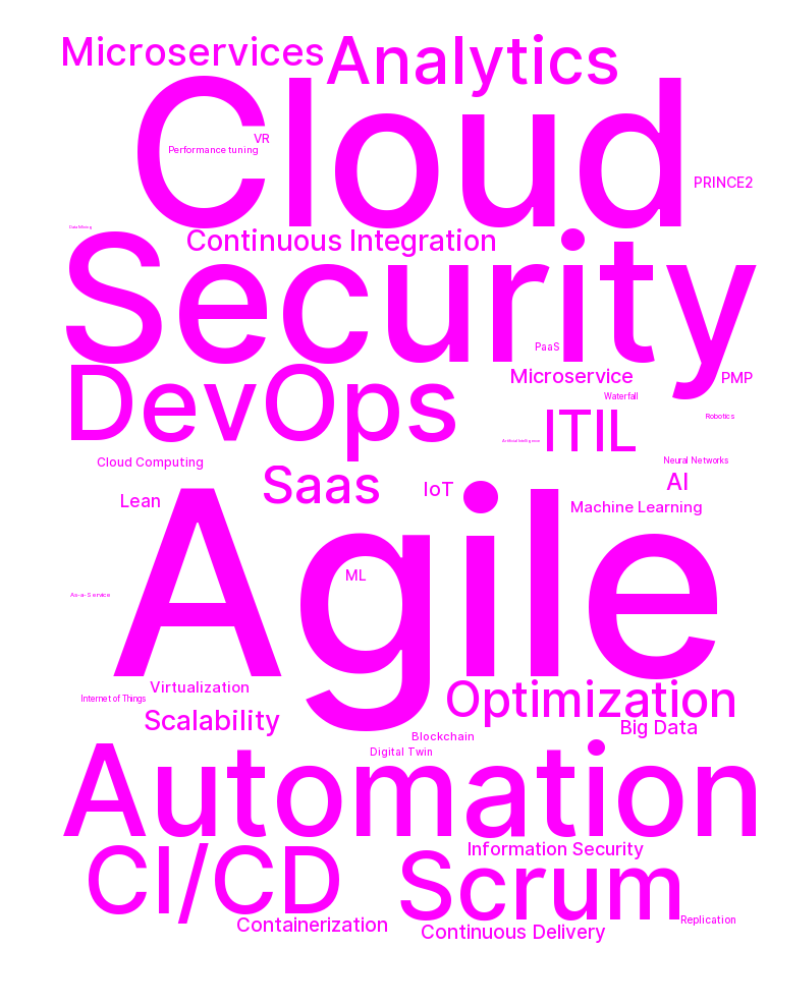 Microservices
Analytics
Cloud
VR
Performance tuning
PRINCE2
Continuous Integration
Security
PaaS
DevOps
Microservice
PMP
Waterfall
ITIL
Robotics
Cloud Computing
Neural Networks
Saas
IoT
AI
Lean
Machine Learning
Agile
ML
As-a-Service
Virtualization
Internet of Things
Optimization
Scalability
Big Data
Blockchain
Digital Twin
Automation
CI/CD
Information Security
Scrum
Containerization
Replication
Continuous Delivery